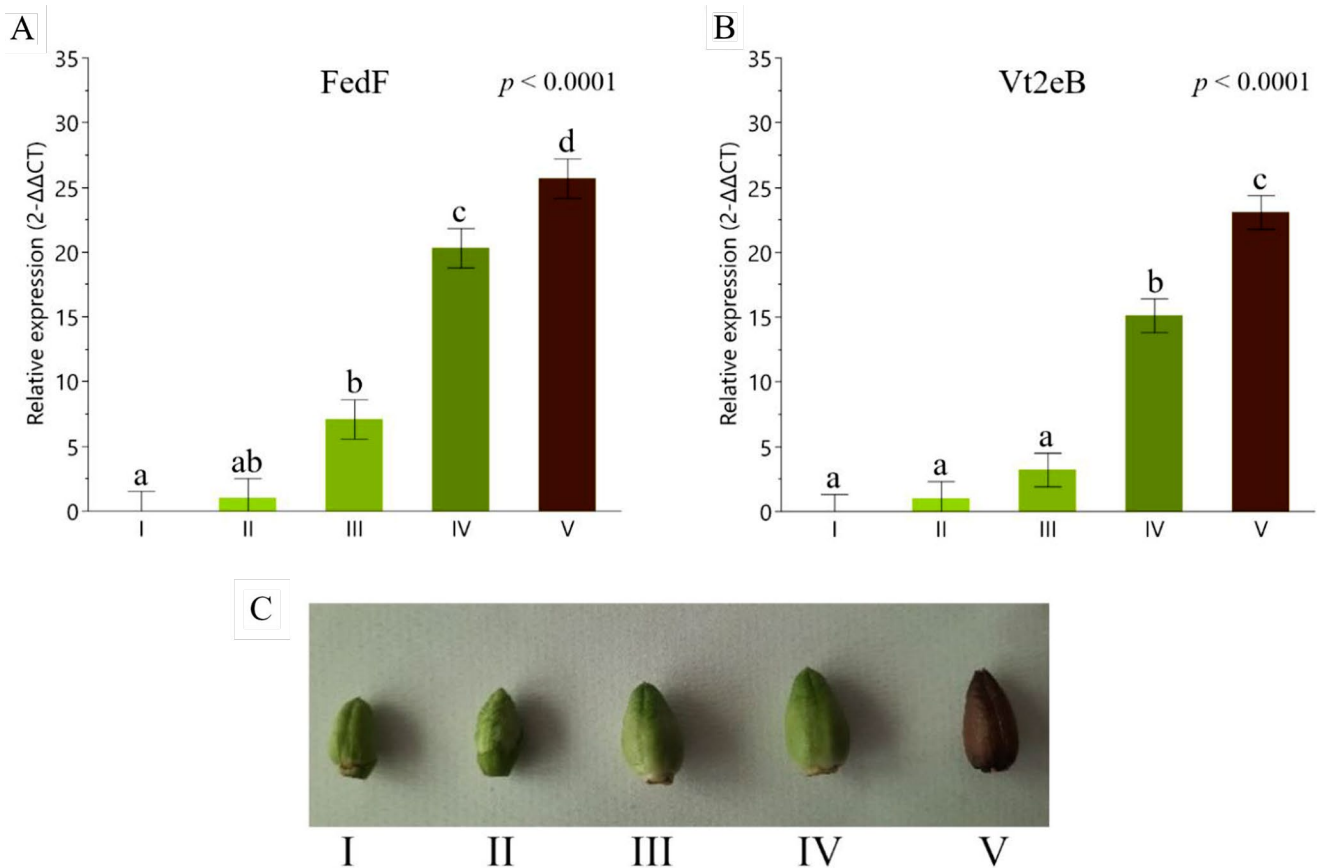 A
FedF
p < 0.0001
Relative expression (2-ΔΔCT)
35
30
25
20
15
10
5
0
a
ab
b
c
d
I
II
III
IV
V
B
Vt2eB
p < 0.0001
Relative expression (2-ΔΔCT)
35
30
25
20
15
10
5
0
a
a
a
b
c
I
II
III
IV
V
C
I
II
III
IV
V